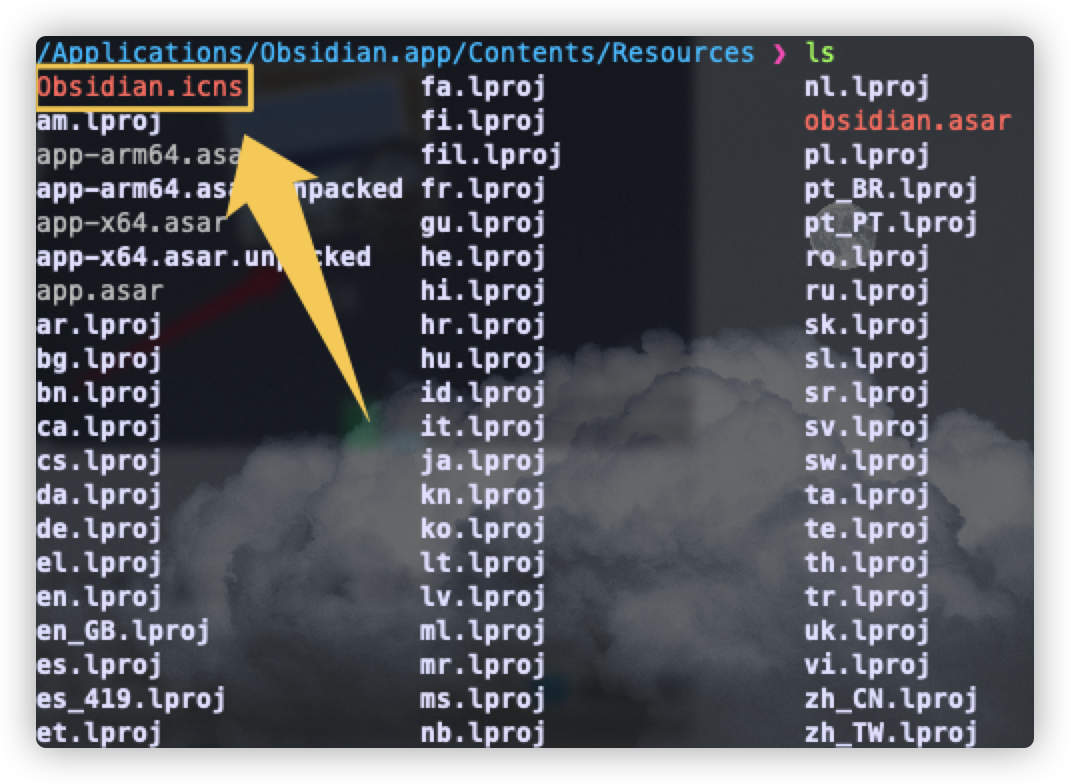 /Applications/Obsidian.app/Contents/Resources ❯ ls
Obsidian.icns fa.lproj nl.lproj
am.lproj fi.lproj obsidian.asar
app-arm64.asa fil.lproj pl.lproj
app-arm64.asa npacked fr.lproj pt_BR.lproj
app-x64.asar gu.lproj pt_PT.lproj
app-x64.asar.unpacked he.lproj ro.lproj
app.asar hi.lproj ru.lproj
ar.lproj hr.lproj sk.lproj
bg.lproj hu.lproj sl.lproj
bn.lproj id.lproj sr.lproj
ca.lproj it.lproj sv.lproj
cs.lproj ja.lproj sw.lproj
da.lproj kn.lproj ta.lproj
de.lproj ko.lproj te.lproj
el.lproj lt.lproj th.lproj
en.lproj lv.lproj tr.lproj
en_GB.lproj ml.lproj uk.lproj
es.lproj mr.lproj vi.lproj
es_419.lproj ms.lproj zh_CN.lproj
et.lproj nb.lproj zh_TW.lproj